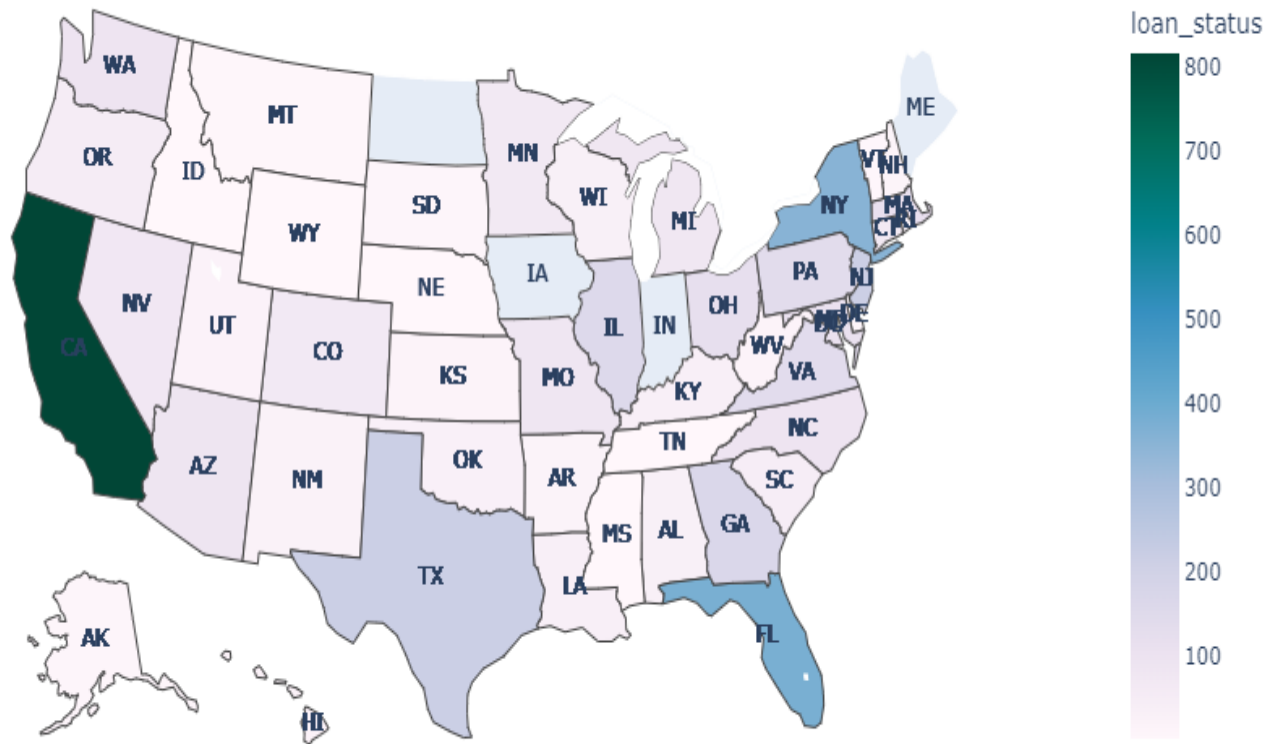 loan_status
800
700
600
500
400
300
200
100
WA
MT
ME
OR
ID
MN
VT
NH
SD
WI
NY
MA
RI
CT
WY
MI
NE
IA
PA
NJ
NV
UT
IL
IN
OH
DE
CO
WV
CA
KS
MO
KY
VA
TN
NC
AZ
NM
OK
AR
SC
MS
AL
GA
TX
LA
AK
FL
HI